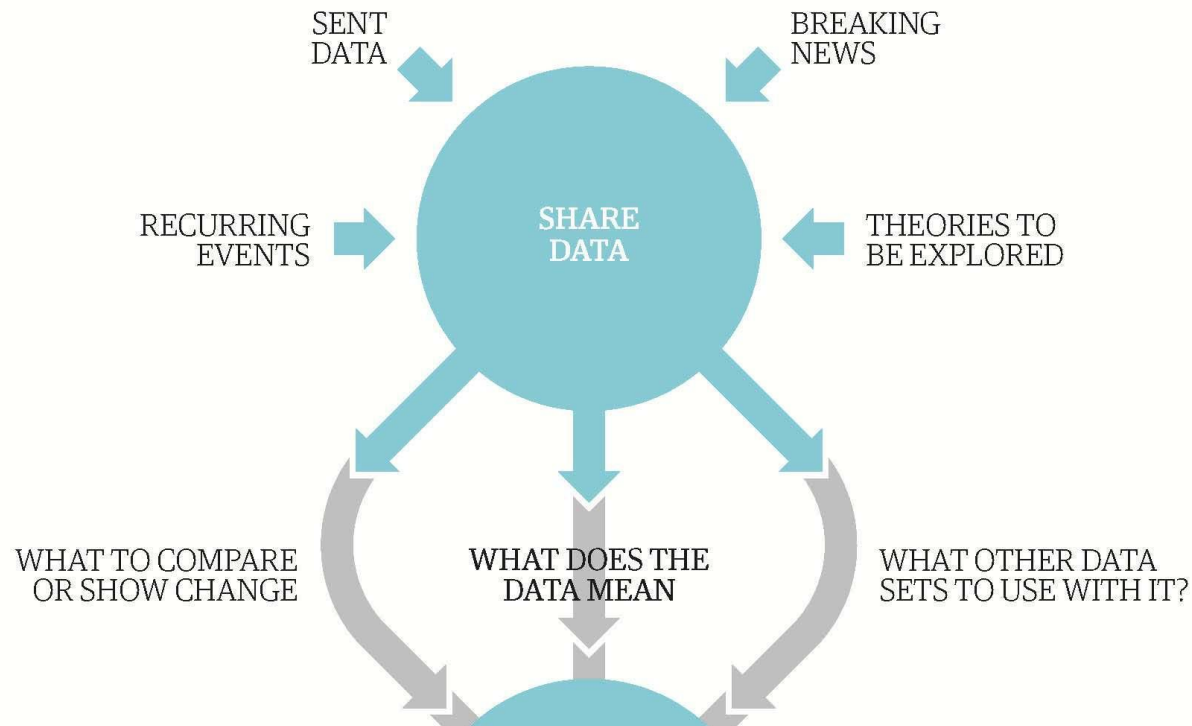 SENT
DATA
BREAKING
NEWS
RECURRING
EVENTS
SHARE
DATA
THEORIES TO
BE EXPLORED
WHAT TO COMPARE
OR SHOW CHANGE
WHAT DOES THE
DATA MEAN
WHAT OTHER DATA
SETS TO USE WITH IT?